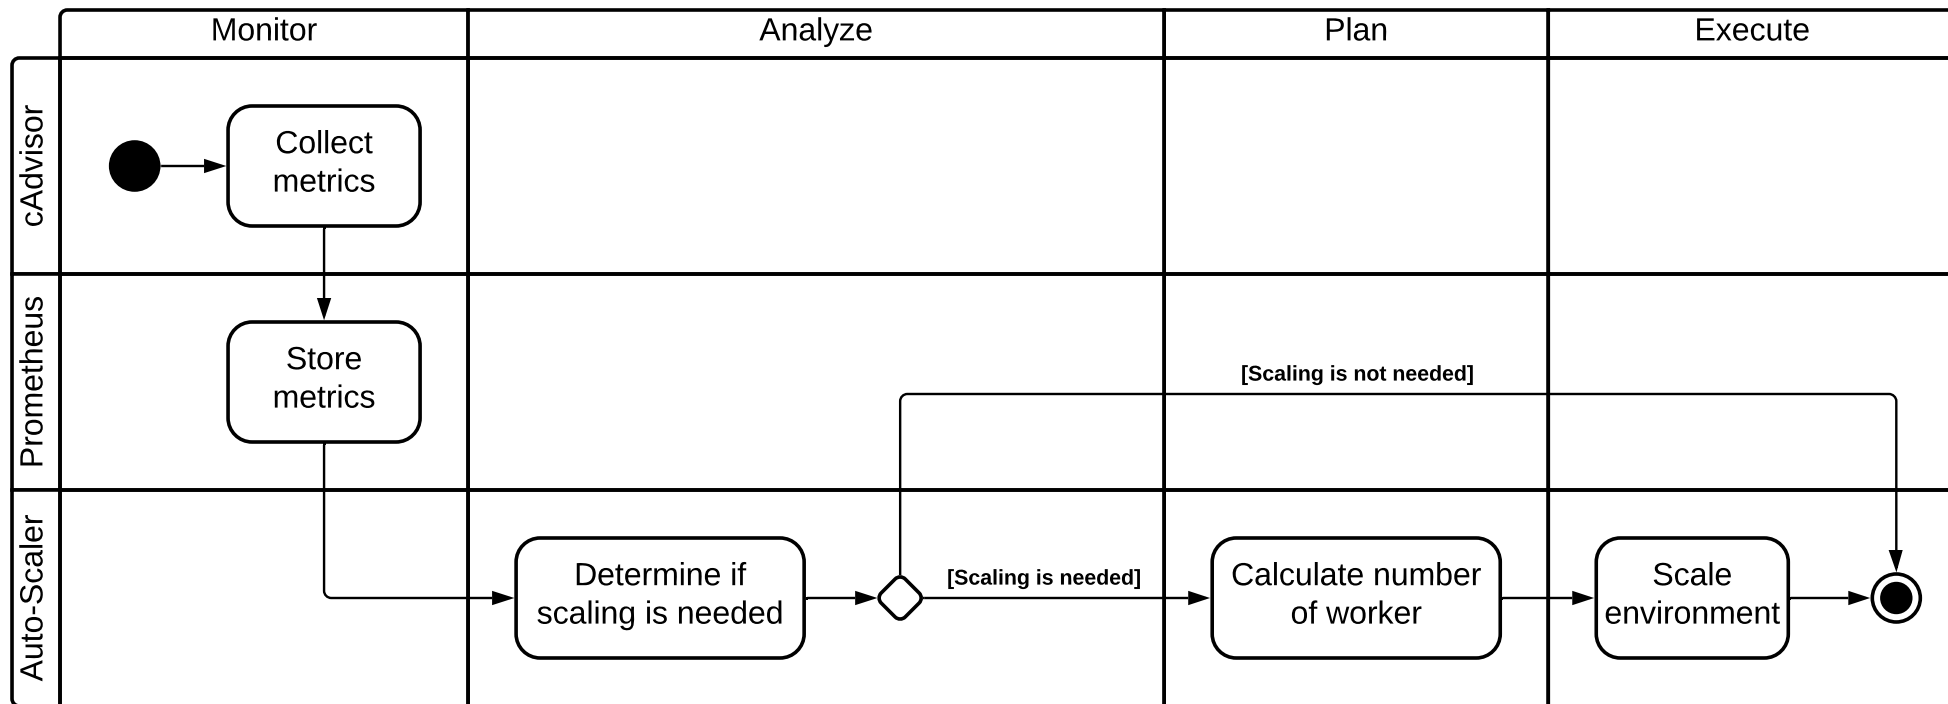 Monitor
Analyze
Plan
Execute
cAdvisor
Collect
metrics
Prometheus
Store
metrics
[Scaling is not needed]
Auto-Scaler
Determine if
scaling is needed
[Scaling is needed]
Calculate number
of worker
Scale
environment